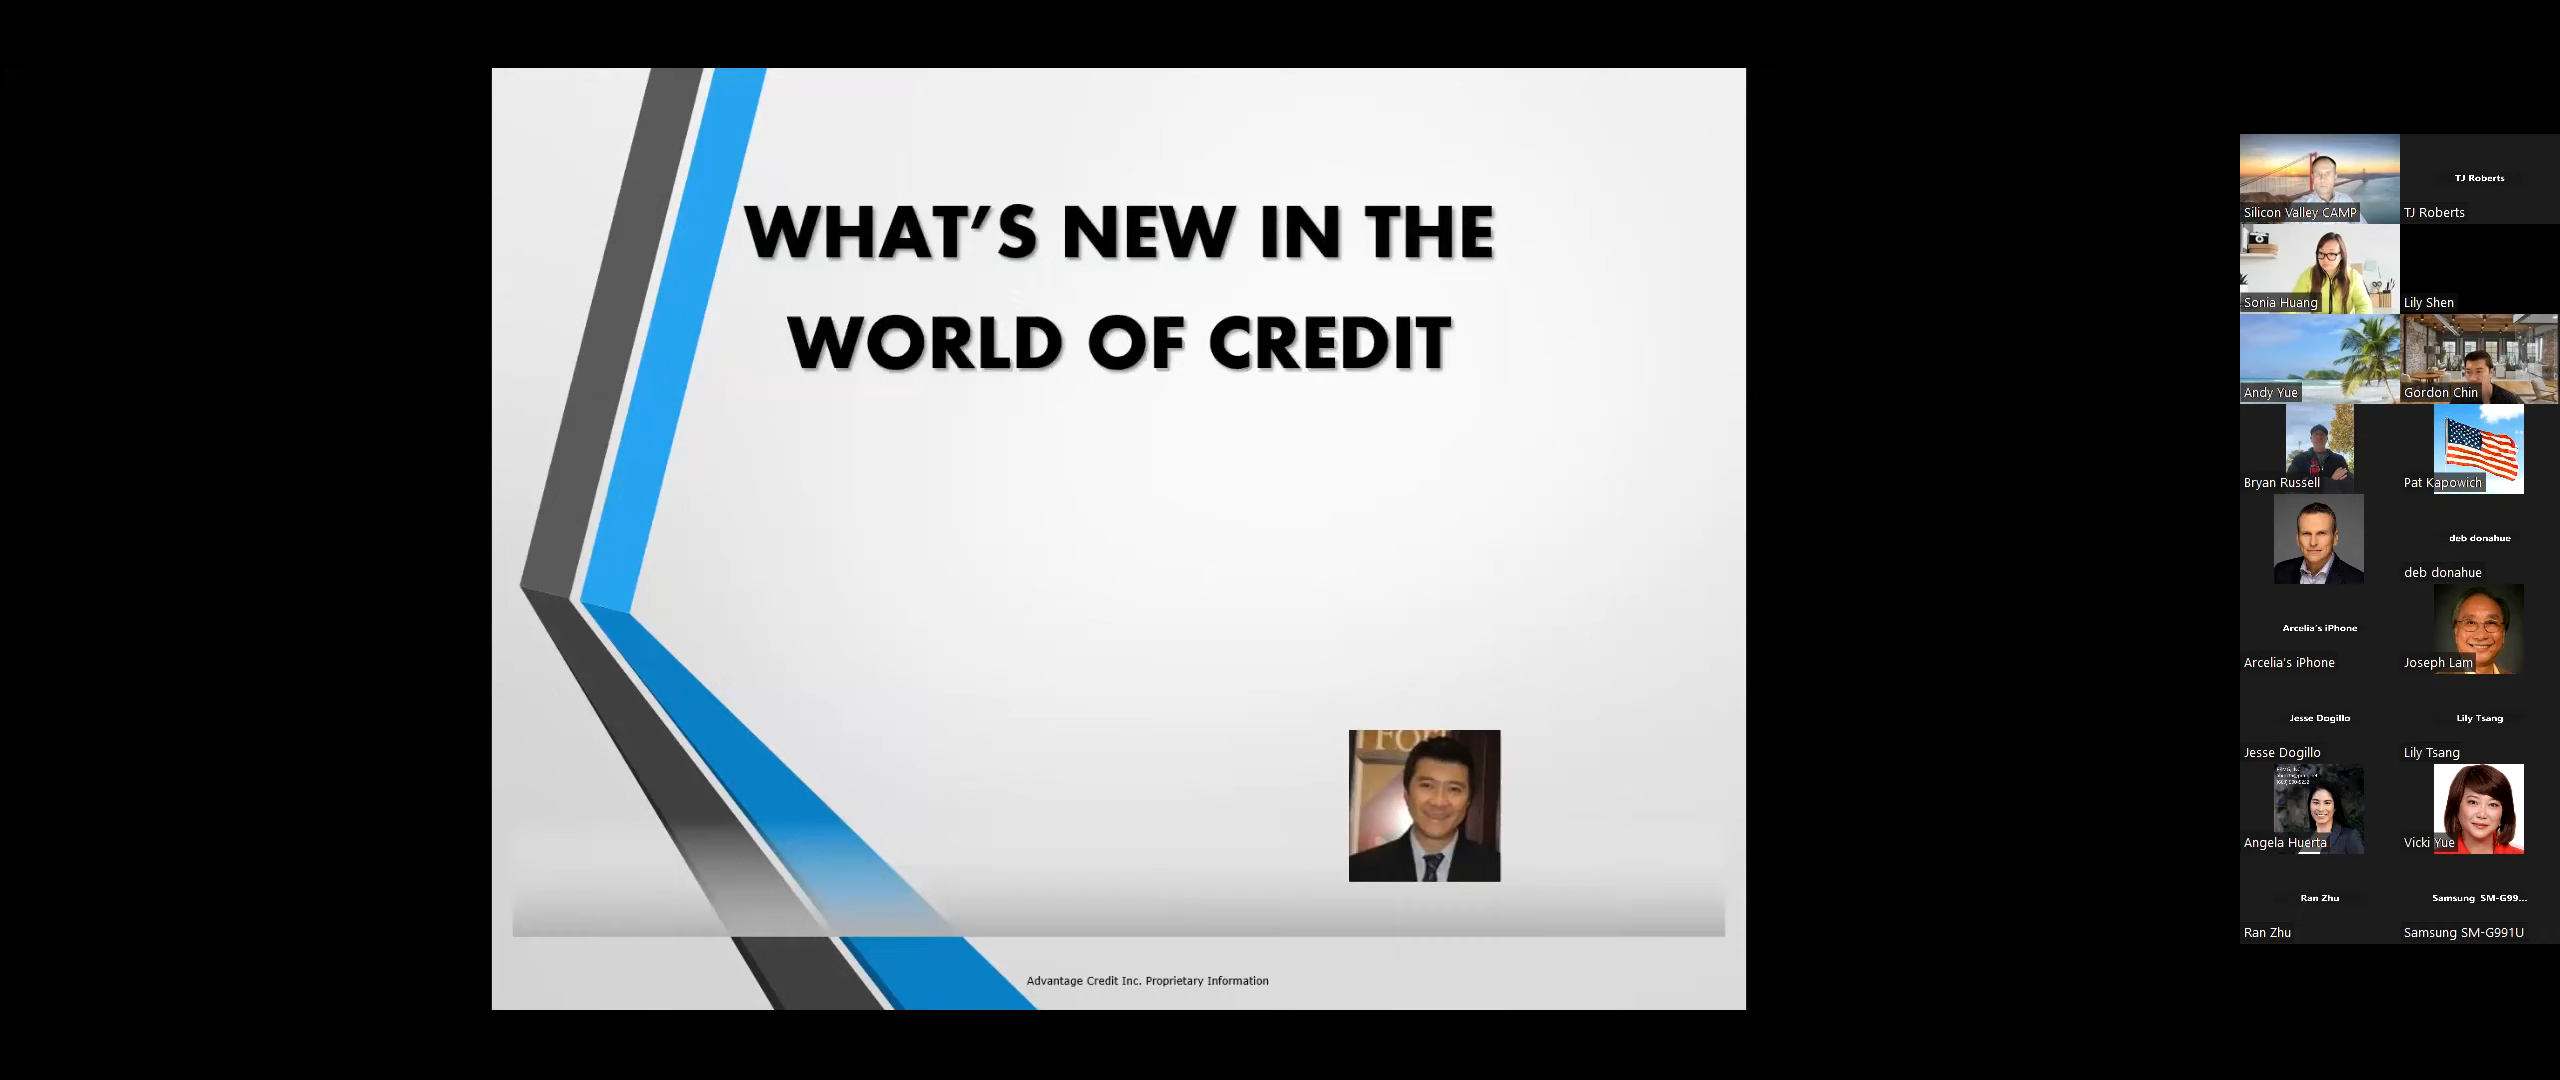 WHAT'S NEW IN THE
WORLD OF CREDIT
Advantage Credit Inc. Proprietary Information
Silicon Valley CAMP
TJ Roberts
TJ Roberts
Sonia Huang
Lily Shen
Andy Yue
Gordon Chin
Bryan Russell
Pat Kapowich
deb donahue
deb donahue
Arcelia's iPhone
Arcelia's iPhone
Joseph Lam
Jesse Dogillo
Jesse Dogillo
Lily Tsang
Lily Tsang
Angela Huerta
Vicki Yue
Ran Zhu
Ran Zhu
Samsung SM-G99...
Samsung SM-G991U